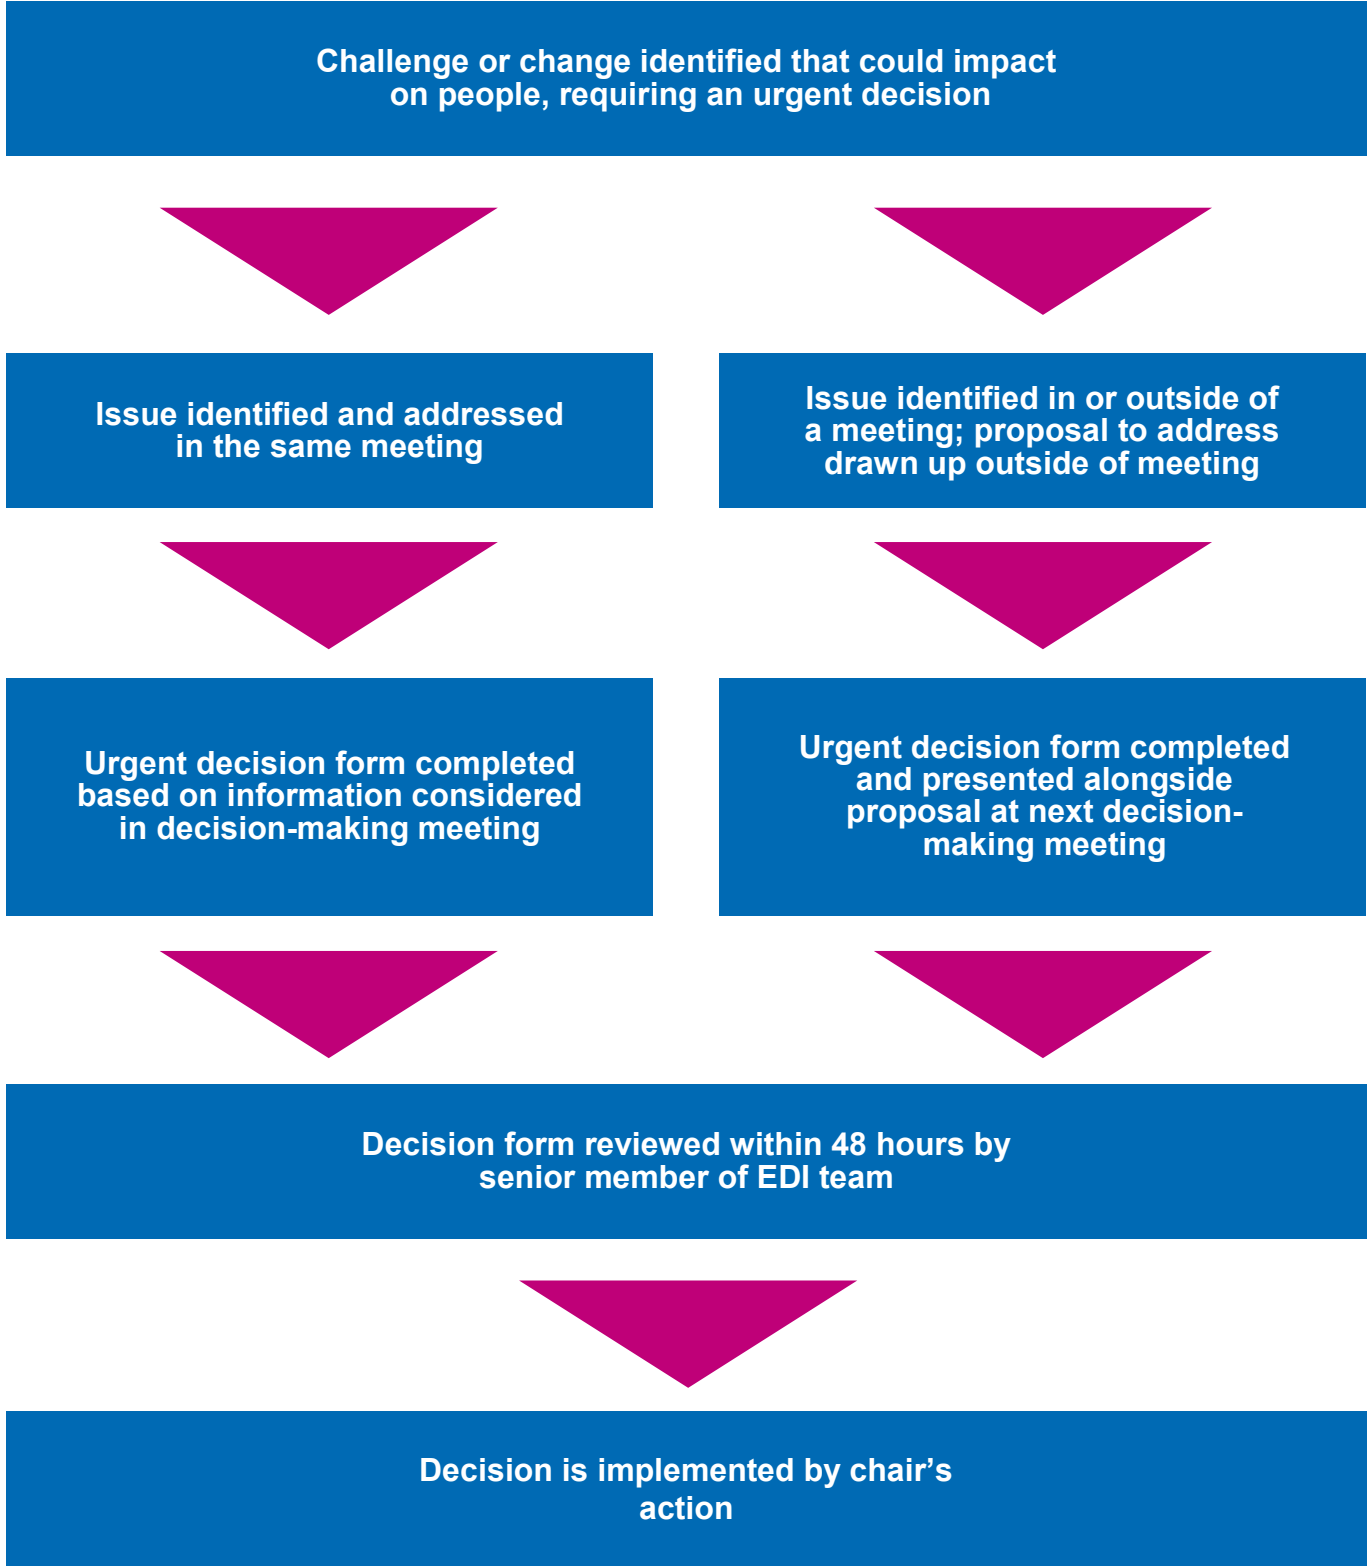 Challenge or change identified that could impact
on people, requiring an urgent decision
Issue identified and addressed
in the same meeting
Issue identified in or outside of
a meeting; proposal to address
drawn up outside of meeting
Urgent decision form completed
based on information considered
in decision-making meeting
Urgent decision form completed
and presented alongside
proposal at next decision-
making meeting
Decision form reviewed within 48 hours by
senior member of EDI team
Decision is implemented by chair’s
action